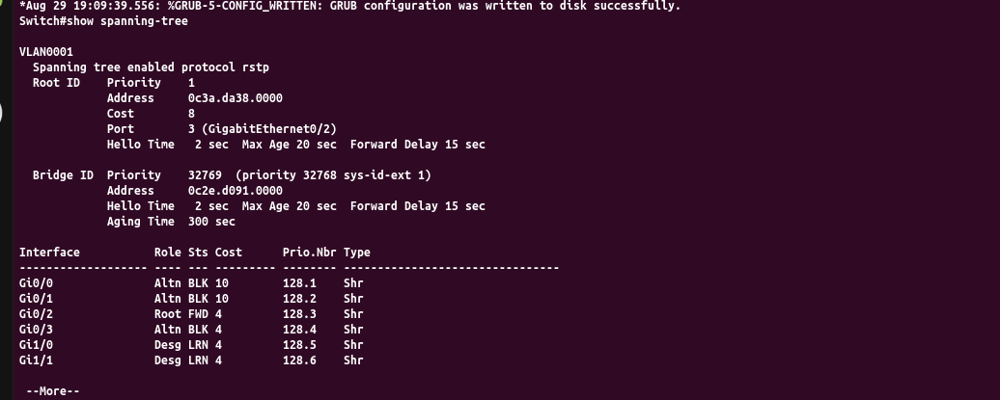 *Aug 29 19:09:39.556: %GRUB-5-CONFIG_WRITTEN: GRUB configuration was written to disk successfully.
Switch#show spanning-tree
VLAN0001
  Spanning tree enabled protocol rstp
  Root ID    Priority    1
             Address     0c3a.da38.0000
             Cost        8
             Port        3 (GigabitEthernet0/2)
             Hello Time   2 sec  Max Age 20 sec  Forward Delay 15 sec
  Bridge ID  Priority    32769  (priority 32768 sys-id-ext 1)
             Address     0c2e.d091.0000
             Hello Time   2 sec  Max Age 20 sec  Forward Delay 15 sec
             Aging Time  300 sec
Interface           Role Sts Cost      Prio.Nbr Type
------------------- ---- --- --------- -------- --------------------------------
Gi0/0               Altn BLK 10        128.1    Shr
Gi0/1               Altn BLK 10        128.2    Shr
Gi0/2               Root FWD 4         128.3    Shr
Gi0/3               Altn BLK 4         128.4    Shr
Gi1/0               Desg LRN 4         128.5    Shr
Gi1/1               Desg LRN 4         128.6    Shr
 --More--